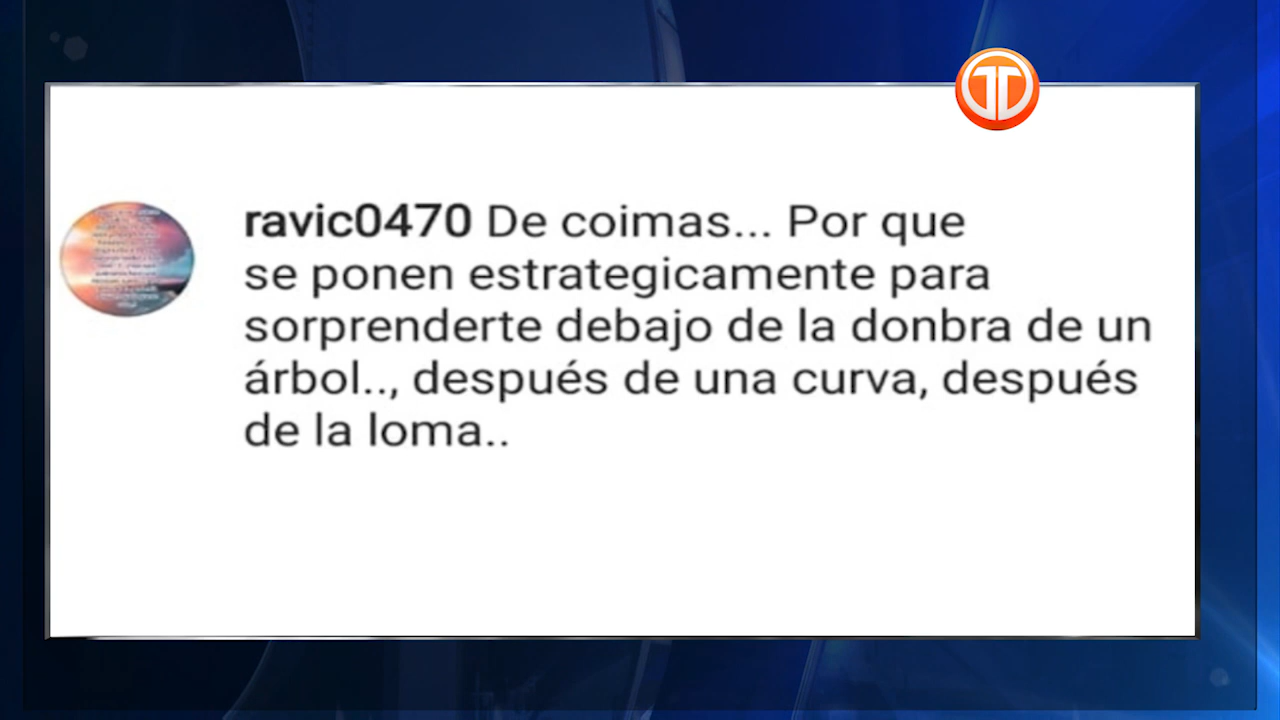 ravic0470 De coimas... Por que
se ponen estrategicamente para
sorprenderte debajo de la donbra de un
árbol.., después de una curva, después
de la loma..